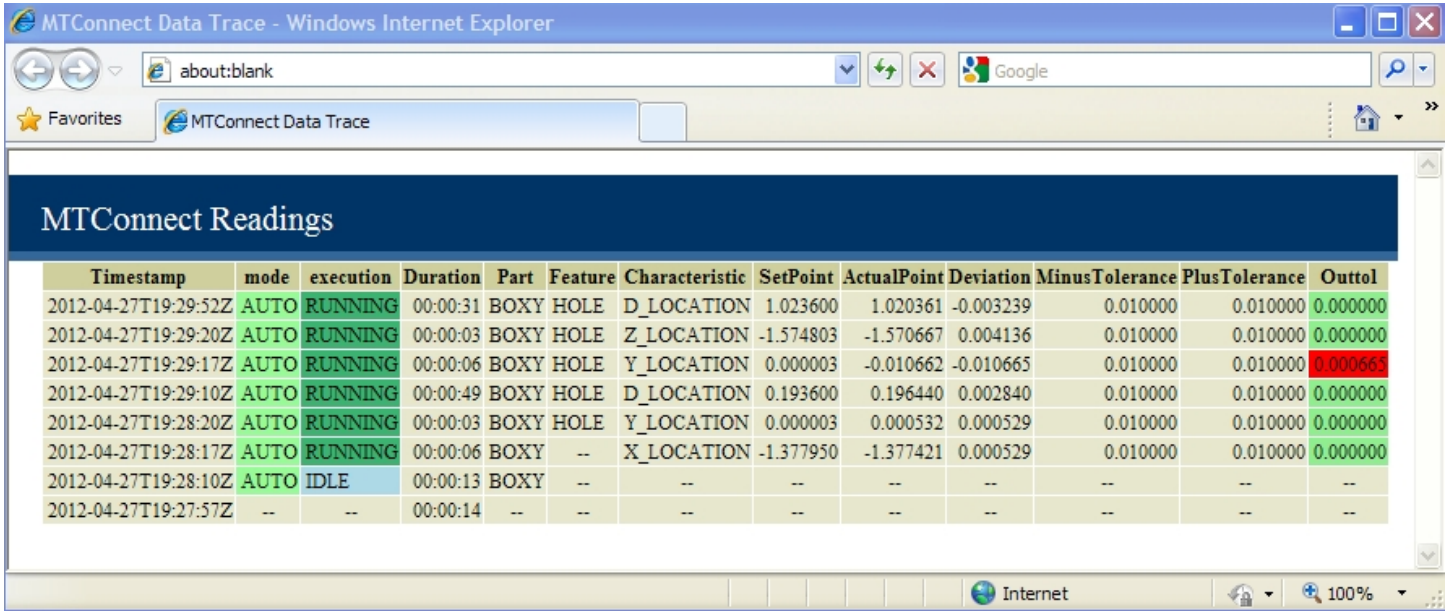 MTConnect Data Trace - Windows Internet Explorer
about:blank Google
Favorites MTConnect Data Trace »
MTConnect Readings
Timestamp mode execution Duration Part Feature Characteristic SetPoint ActualPoint Deviation MinusTolerance PlusTolerance Outtol
2012-04-27T19:29:52Z AUTO RUNNING 00:00:31 BOXY HOLE D_LOCATION 1.023600 1.020361 -0.003239 0.010000 0.010000 0.000000
2012-04-27T19:29:20Z AUTO RUNNING 00:00:03 BOXY HOLE Z_LOCATION -1.574803 -1.570667 0.004136 0.010000 0.010000 0.000000
2012-04-27T19:29:17Z AUTO RUNNING 00:00:06 BOXY HOLE Y_LOCATION 0.000003 -0.010662 -0.010665 0.010000 0.010000 0.000665
2012-04-27T19:29:10Z AUTO RUNNING 00:00:49 BOXY HOLE D_LOCATION 0.193600 0.196440 0.002840 0.010000 0.010000 0.000000
2012-04-27T19:28:20Z AUTO RUNNING 00:00:03 BOXY HOLE Y_LOCATION 0.000003 0.000532 0.000529 0.010000 0.010000 0.000000
2012-04-27T19:28:17Z AUTO RUNNING 00:00:06 BOXY -- X_LOCATION -1.377950 -1.377421 0.000529 0.010000 0.010000 0.000000
2012-04-27T19:28:10Z AUTO IDLE 00:00:13 BOXY -- -- -- -- -- -- -- --
2012-04-27T19:27:57Z -- -- 00:00:14 -- -- -- -- -- -- -- -- --
Internet 100%